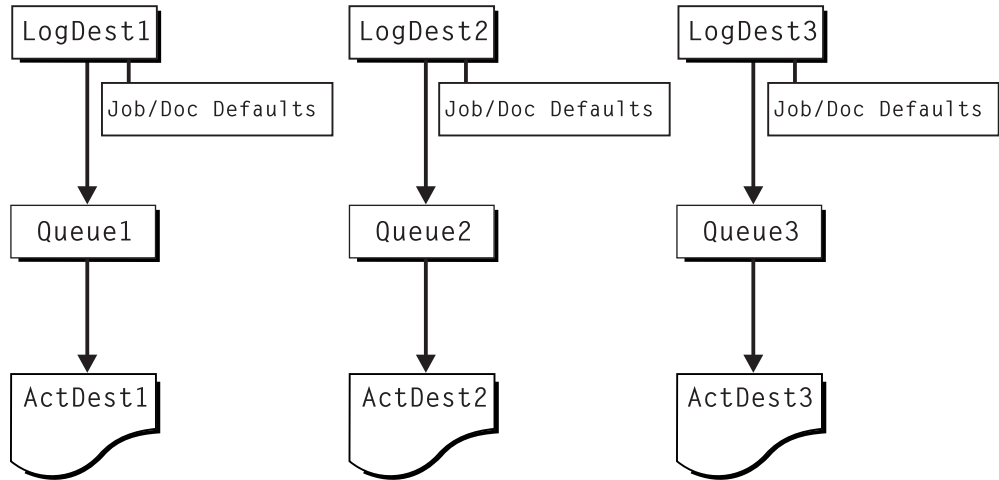 LogDest1
LogDest2
LogDest3
Job/Doc Defaults
Job/Doc Defaults
Job/Doc Defaults
Queue1
Queue2
Queue3
ActDest1
ActDest2
ActDest3